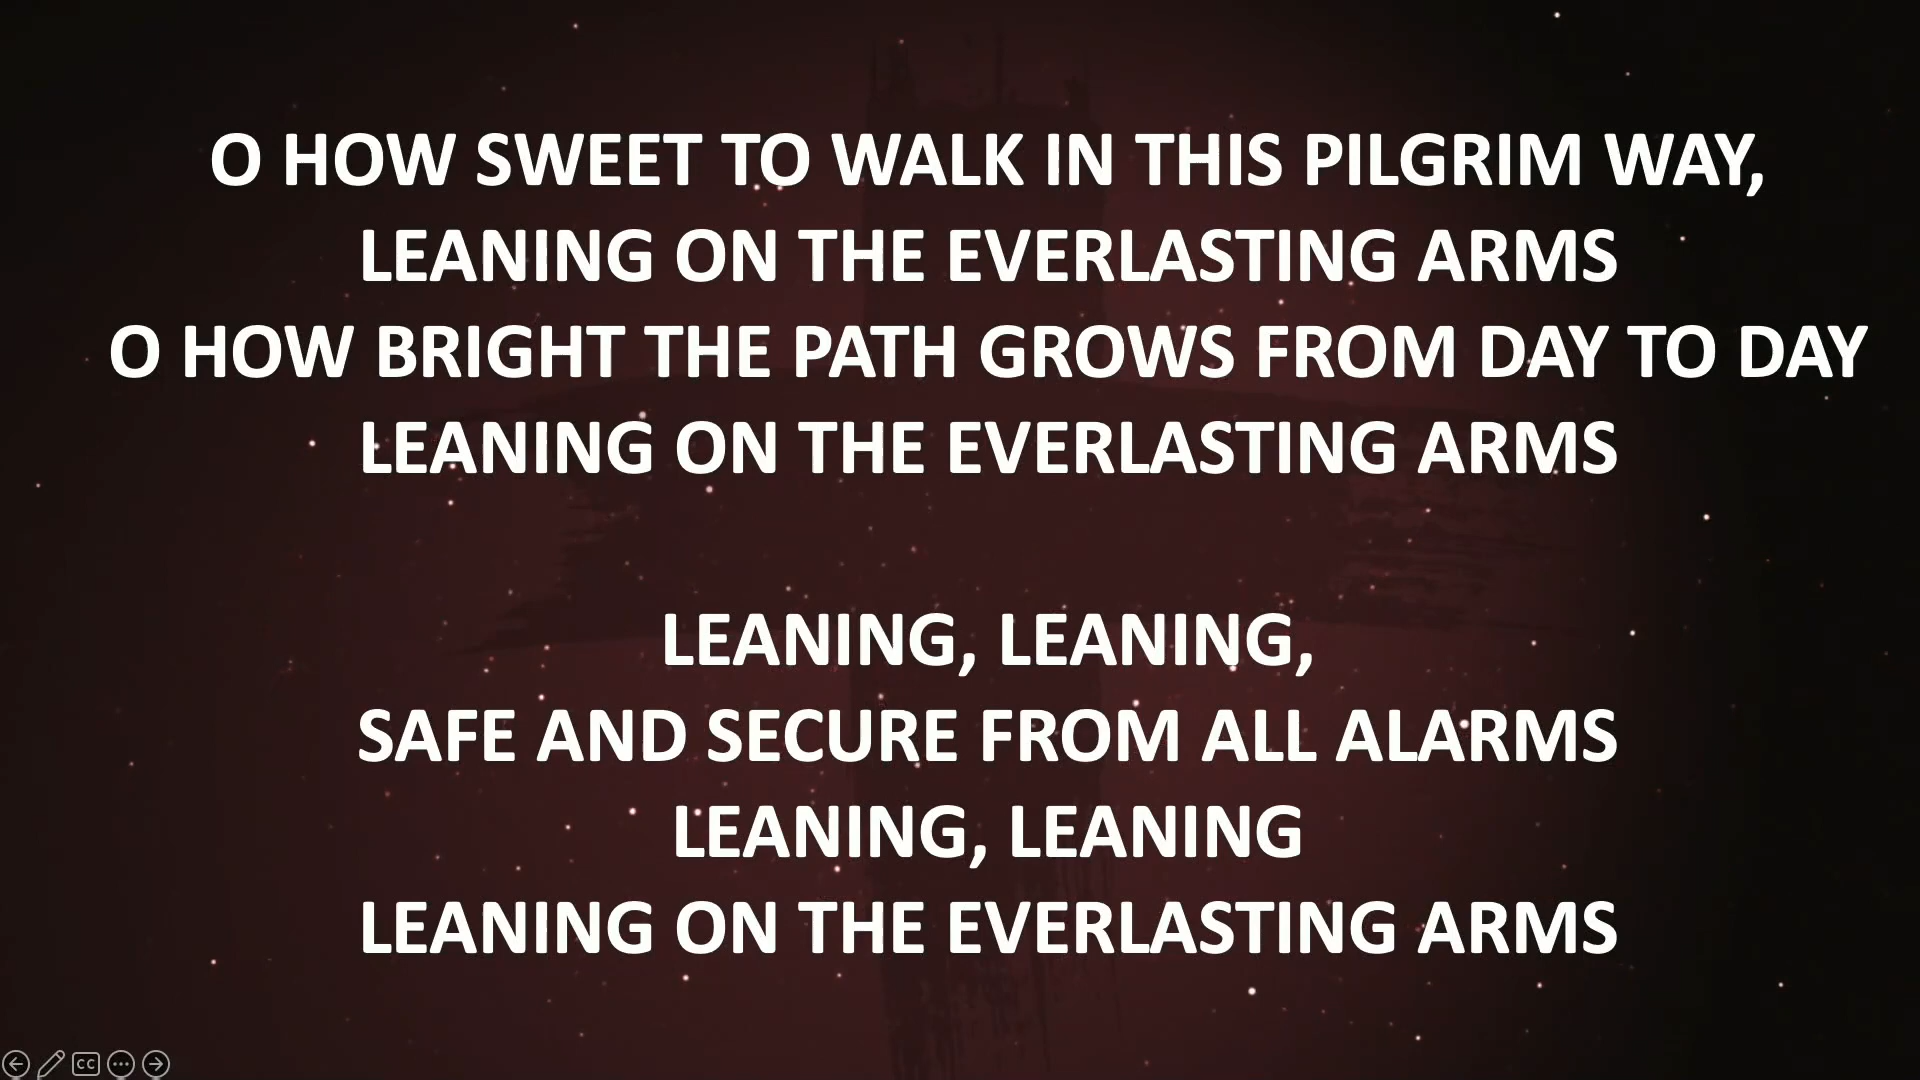 O HOW SWEET TO WALK IN THIS PILGRIM WAY,
LEANING ON THE EVERLASTING ARMS
O HOW BRIGHT THE PATH GROWS FROM DAY TO DAY
LEANING ON THE EVERLASTING ARMS
LEANING, LEANING,
SAFE AND SECURE FROM ALL ALARMS
LEANING, LEANING
LEANING ON THE EVERLASTING ARMS
CC